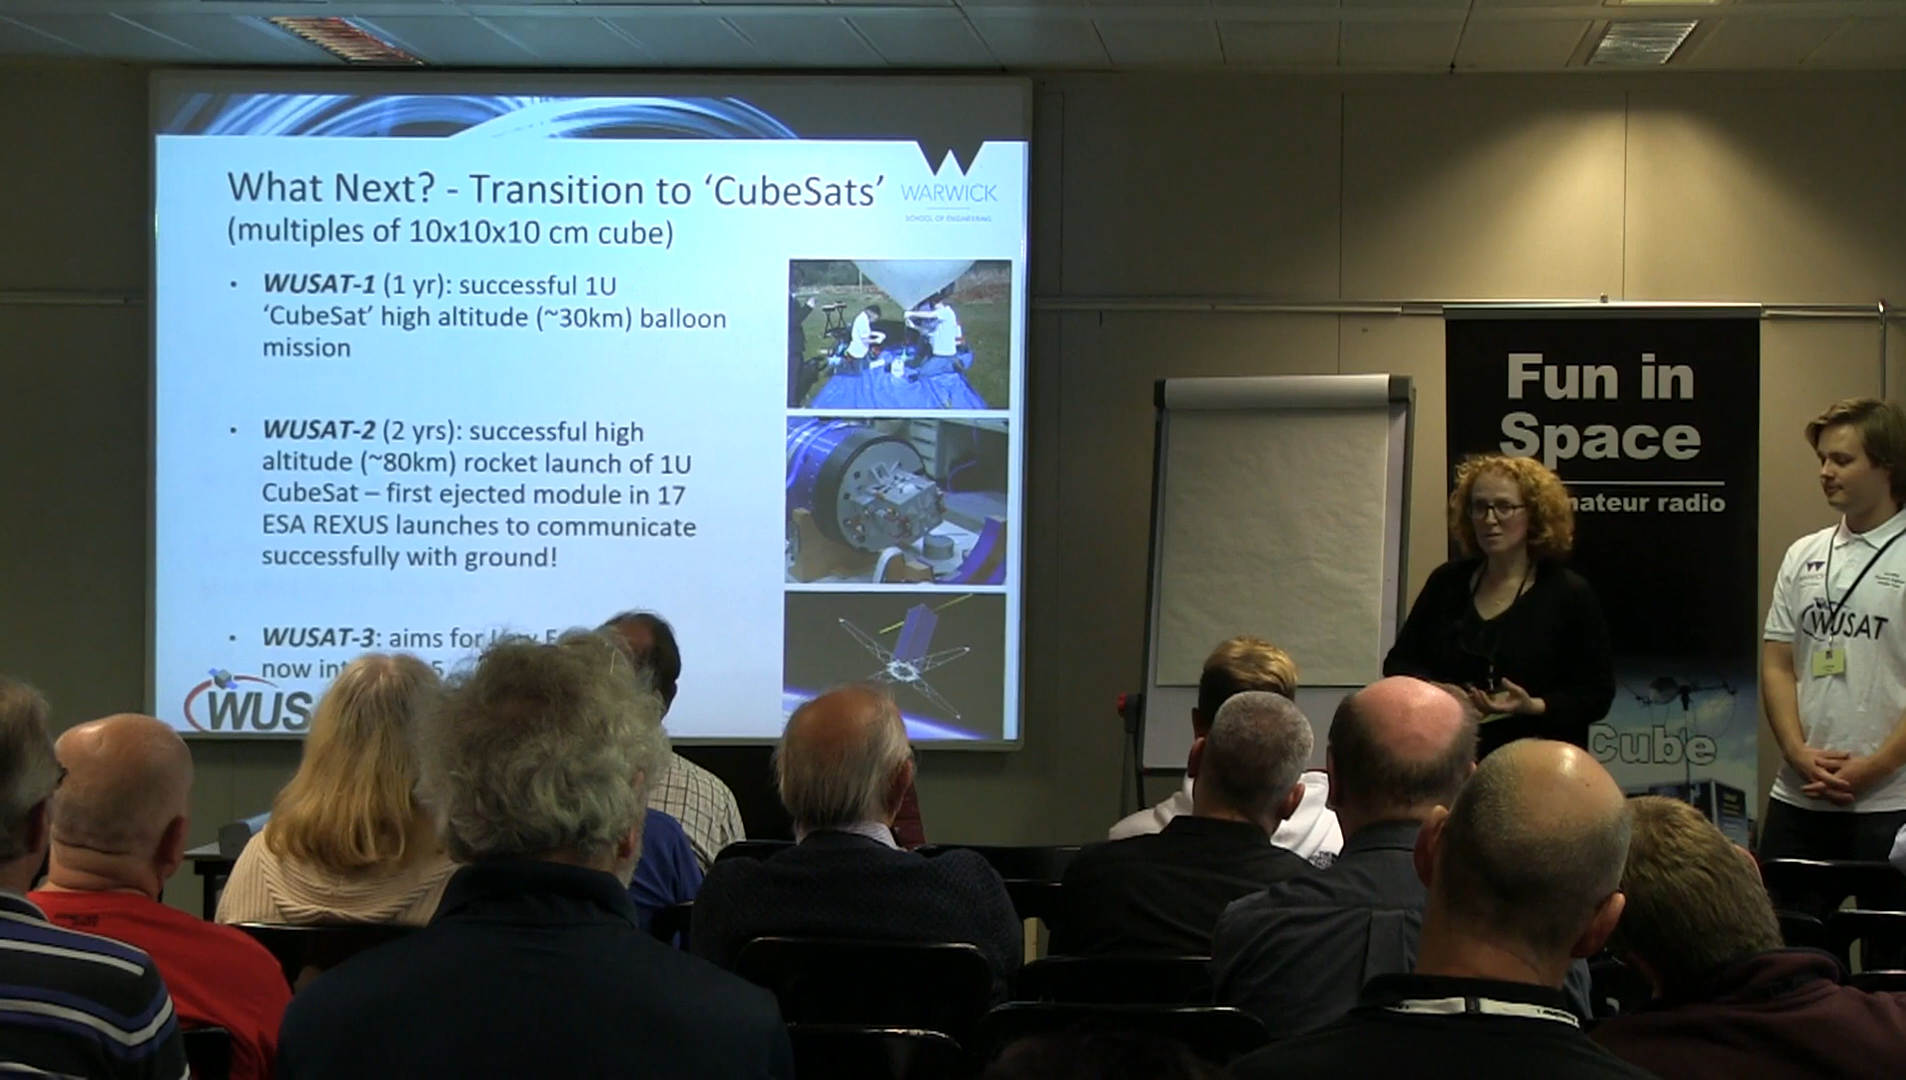 What Next? - Transition to ‘CubeSats’
(multiples of 10x10x10 cm cube)
WARWICK
SCHOOL OF ENGINEERING
• WUSAT-1 (1 yr): successful 1U
‘CubeSat’ high altitude (~30km) balloon
mission
• WUSAT-2 (2 yrs): successful high
altitude (~80km) rocket launch of 1U
CubeSat – first ejected module in 17
ESA REXUS launches to communicate
successfully with ground!
• WUSAT-3: aims for
now
WUS
Fun in
Space
amateur radio
Cube
WARWICK
WUSAT